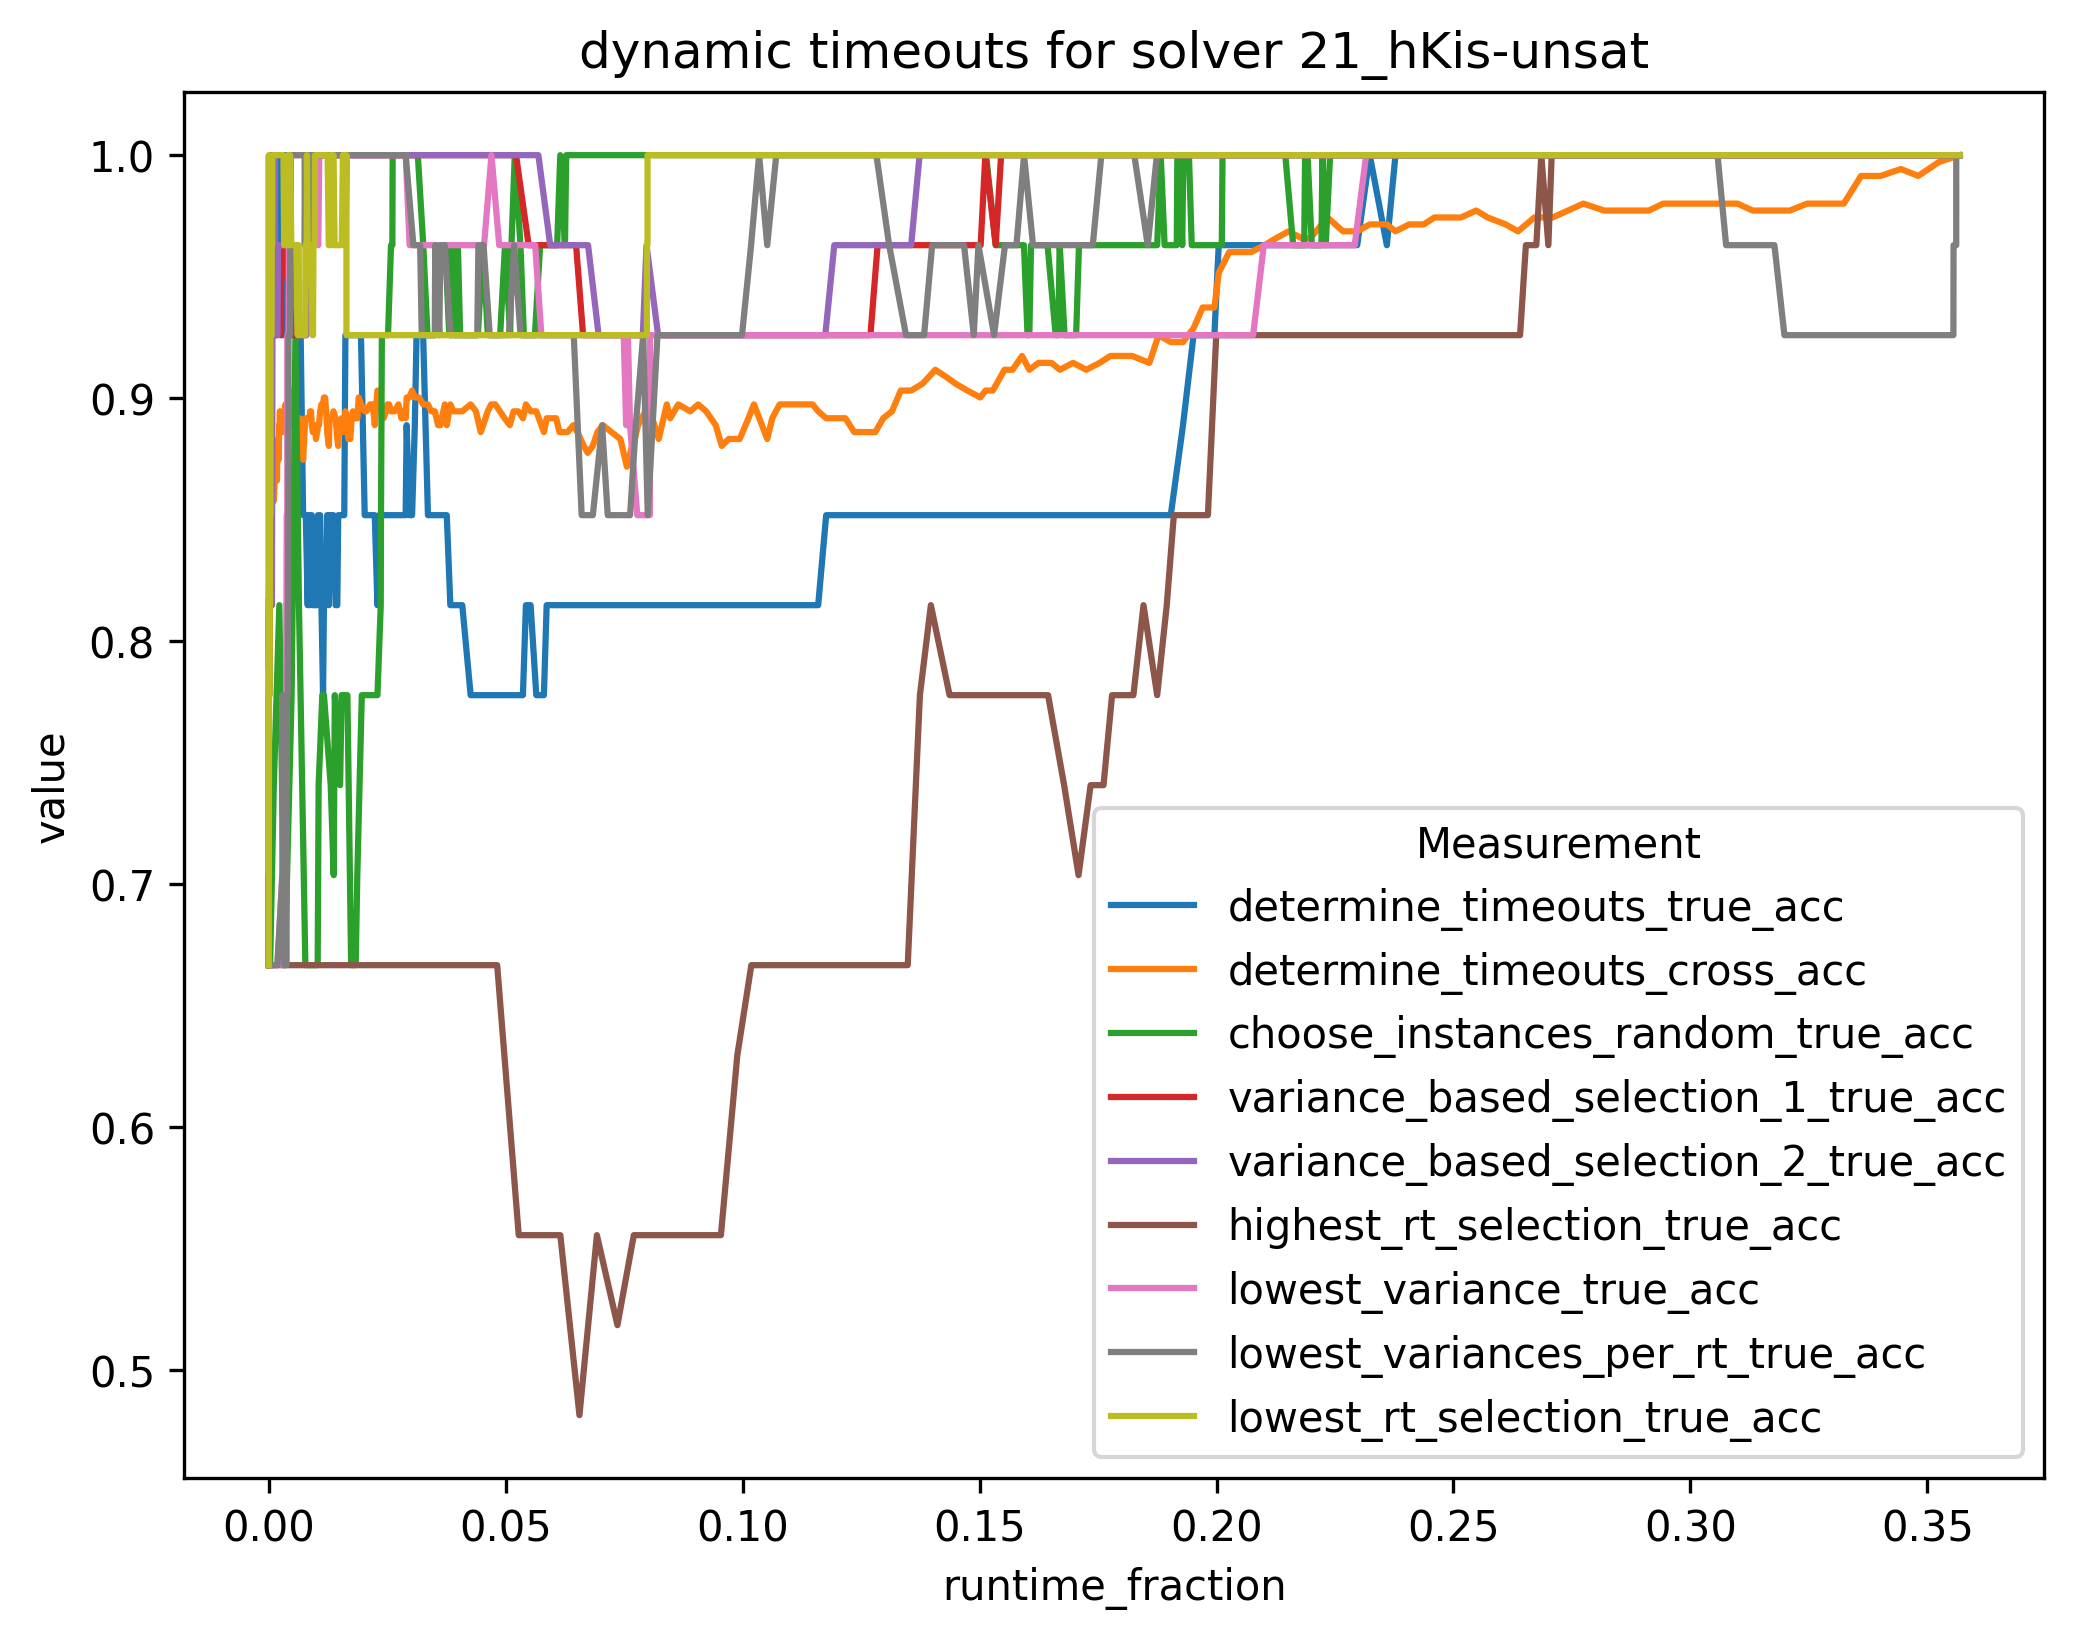 dynamic timeouts for solver 21_hKis-unsat
1.0
0.9
0.8
0.7
0.6
0.5
value
0.00 0.05 0.10 0.15 0.20 0.25 0.30 0.35
runtime_fraction
Measurement
determine_timeouts_true_acc
determine_timeouts_cross_acc
choose_instances_random_true_acc
variance_based_selection_1_true_acc
variance_based_selection_2_true_acc
highest_rt_selection_true_acc
lowest_variance_true_acc
lowest_variances_per_rt_true_acc
lowest_rt_selection_true_acc